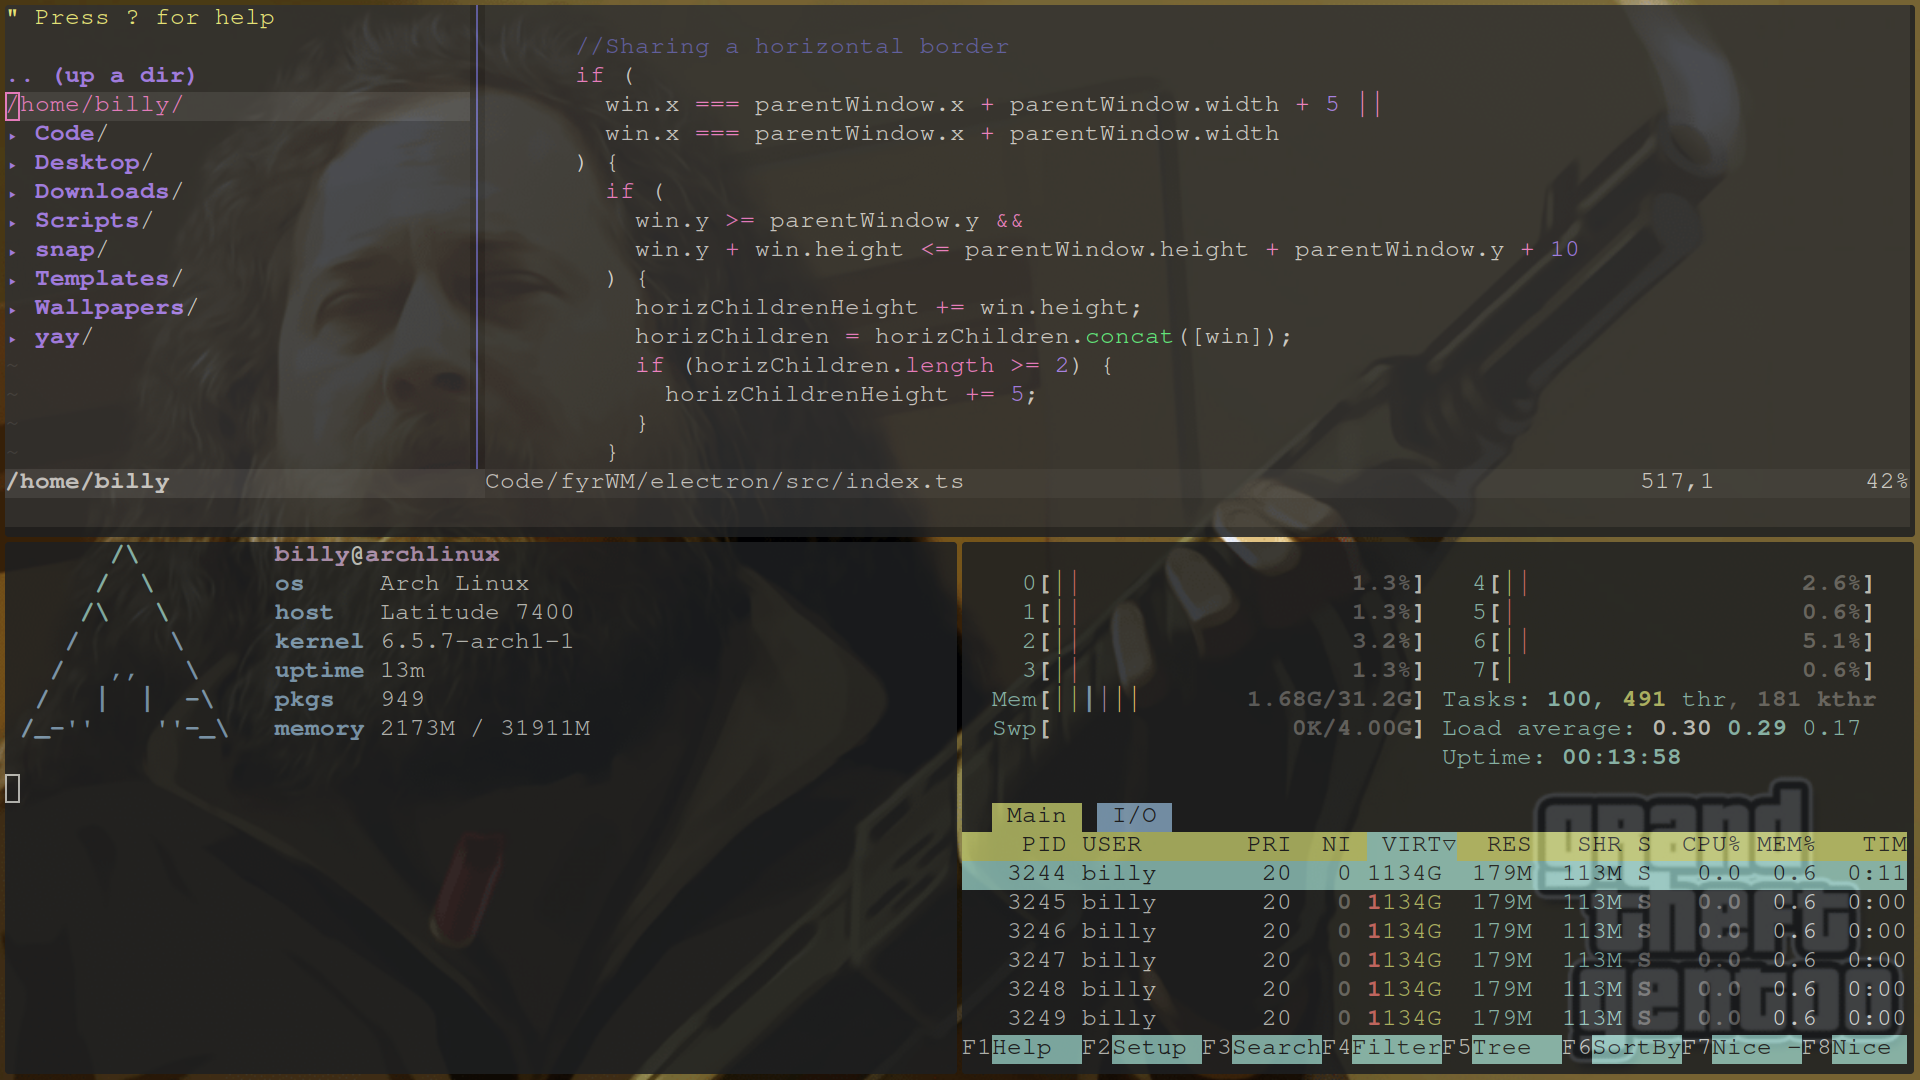 " Press ? for help
.. (up a dir)
/home/billy/
▸ Code/
▸ Desktop/
▸ Downloads/
▸ Scripts/
▸ snap/
▸ Templates/
▸ Wallpapers/
▸ yay/
~
~
~
~
/home/billy
//Sharing a horizontal border
if (
win.x === parentWindow.x + parentWindow.width + 5 ||
win.x === parentWindow.x + parentWindow.width
) {
if (
win.y >= parentWindow.y &&
win.y + win.height <= parentWindow.height + parentWindow.y + 10
) {
horizChildrenHeight += win.height;
horizChildren = horizChildren.concat([win]);
if (horizChildren.length >= 2) {
horizChildrenHeight += 5;
}
}
Code/fyrWM/electron/src/index.ts 517,1 42%
/\
/ \
/\ \
/ \
/ ,, \
/ | | -\
/_-'' ''-_\
billy@archlinux
os Arch Linux
host Latitude 7400
kernel 6.5.7-arch1-1
uptime 13m
pkgs 949
memory 2173M / 31911M
0[|| 1.3%] 4[|| 2.6%]
1[|| 1.3%] 5[| 0.6%]
2[|| 3.2%] 6[|| 5.1%]
3[|| 1.3%] 7[| 0.6%]
Mem[|||||| 1.68G/31.2G] Tasks: 100, 491 thr, 181 kthr
Swp[ 0K/4.00G] Load average: 0.30 0.29 0.17
Uptime: 00:13:58
Main I/O
PID USER PRI NI VIRT▽ RES SHR S CPU% MEM% TIM
3244 billy 20 0 1134G 179M 113M S 0.0 0.6 0:11
3245 billy 20 0 1134G 179M 113M S 0.0 0.6 0:00
3246 billy 20 0 1134G 179M 113M S 0.0 0.6 0:00
3247 billy 20 0 1134G 179M 113M S 0.0 0.6 0:00
3248 billy 20 0 1134G 179M 113M S 0.0 0.6 0:00
3249 billy 20 0 1134G 179M 113M S 0.0 0.6 0:00
F1Help F2Setup F3SearchF4FilterF5Tree F6SortByF7Nice -F8Nice
grand
theft
gentoo